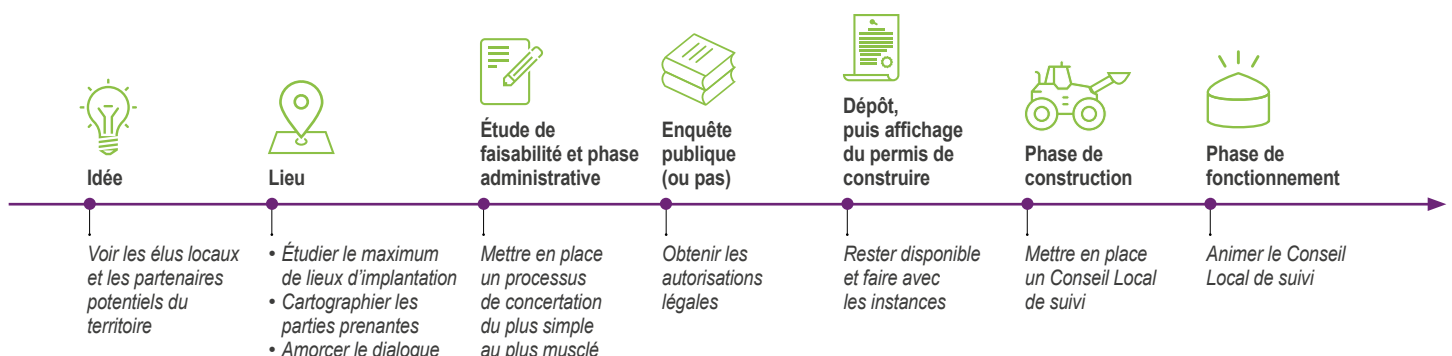 Idée
Lieu
Étude de
faisabilité et phase
administrative
Enquête
publique
(ou pas)
Dépôt,
puis affichage
du permis de
construire
Phase de
construction
Phase de
fonctionnement
Voir les élus locaux
et les partenaires
potentiels du
territoire
• Étudier le maximum
de lieux d’implantation
• Cartographier les
parties prenantes
• Amorcer le dialogue
Mettre en place
un processus
de concertation
du plus simple
au plus musclé
Obtenir les
autorisations
légales
Rester disponible
et faire avec
les instances
Mettre en place
un Conseil Local
de suivi
Animer le Conseil
Local de suivi